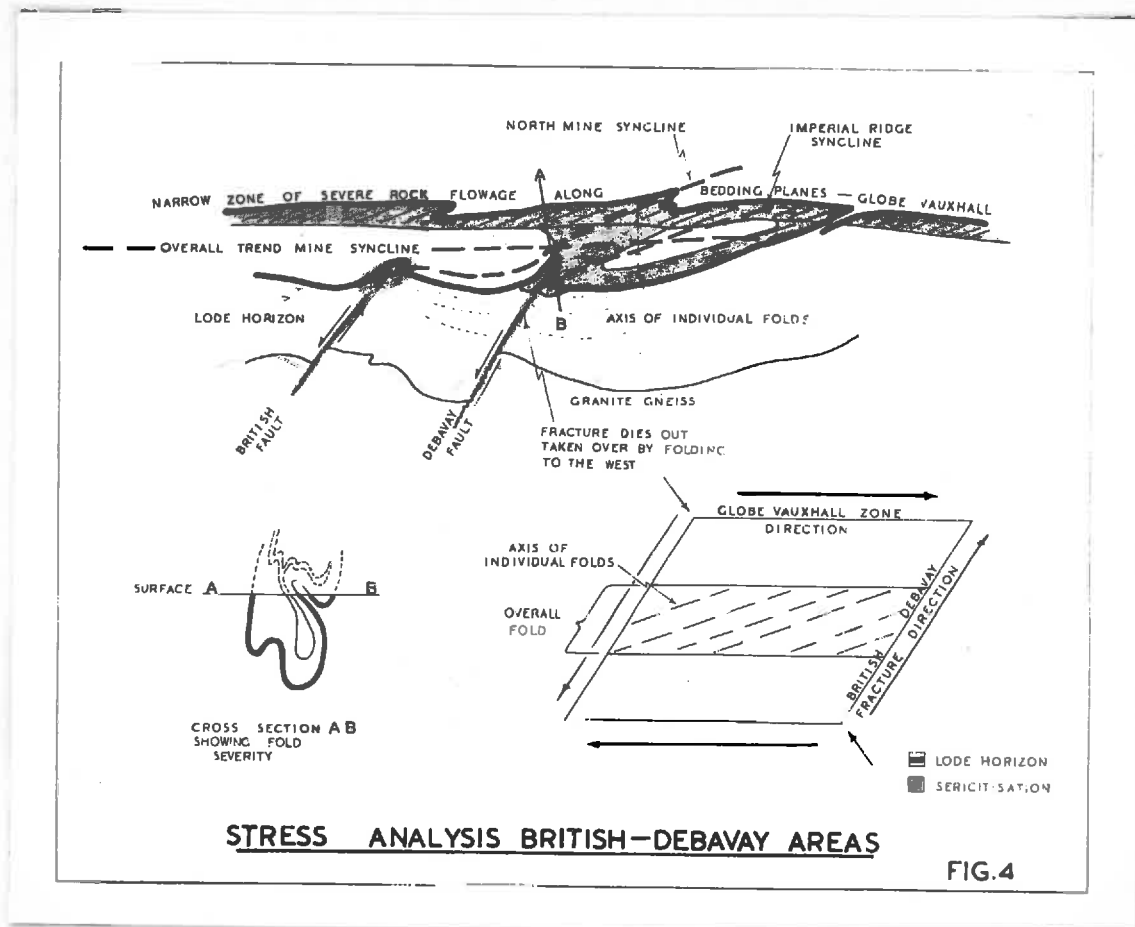 NORTH MINE SYNCLINE
IMPERIAL RIDGE
SYNCLINE
A
NARROW ZONE OF SEVERE ROCK FLOWAGE ALONG BEDDING PLANES — GLOBE VAUXHALL
OVERALL TREND MINE SYNCLINE
LODE HORIZON
B
AXIS OF INDIVIDUAL FOLDS
GRANITE GNEISS
BRITISH
FAULT
DEBAVAY
FAULT
FRACTURE DIES OUT
TAKEN OVER BY FOLDING
TO THE WEST
GLOBE VAUXHALL ZONE
DIRECTION
AXIS OF
INDIVIDUAL FOLDS
SURFACE A B
OVERALL
FOLD
BRITISH DEBAVAY
FRACTURE DIRECTION
CROSS SECTION AB
SHOWING FOLD
SEVERITY
LODE HORIZON
SERICITISATION
STRESS ANALYSIS BRITISH—DEBAVAY AREAS
FIG.4